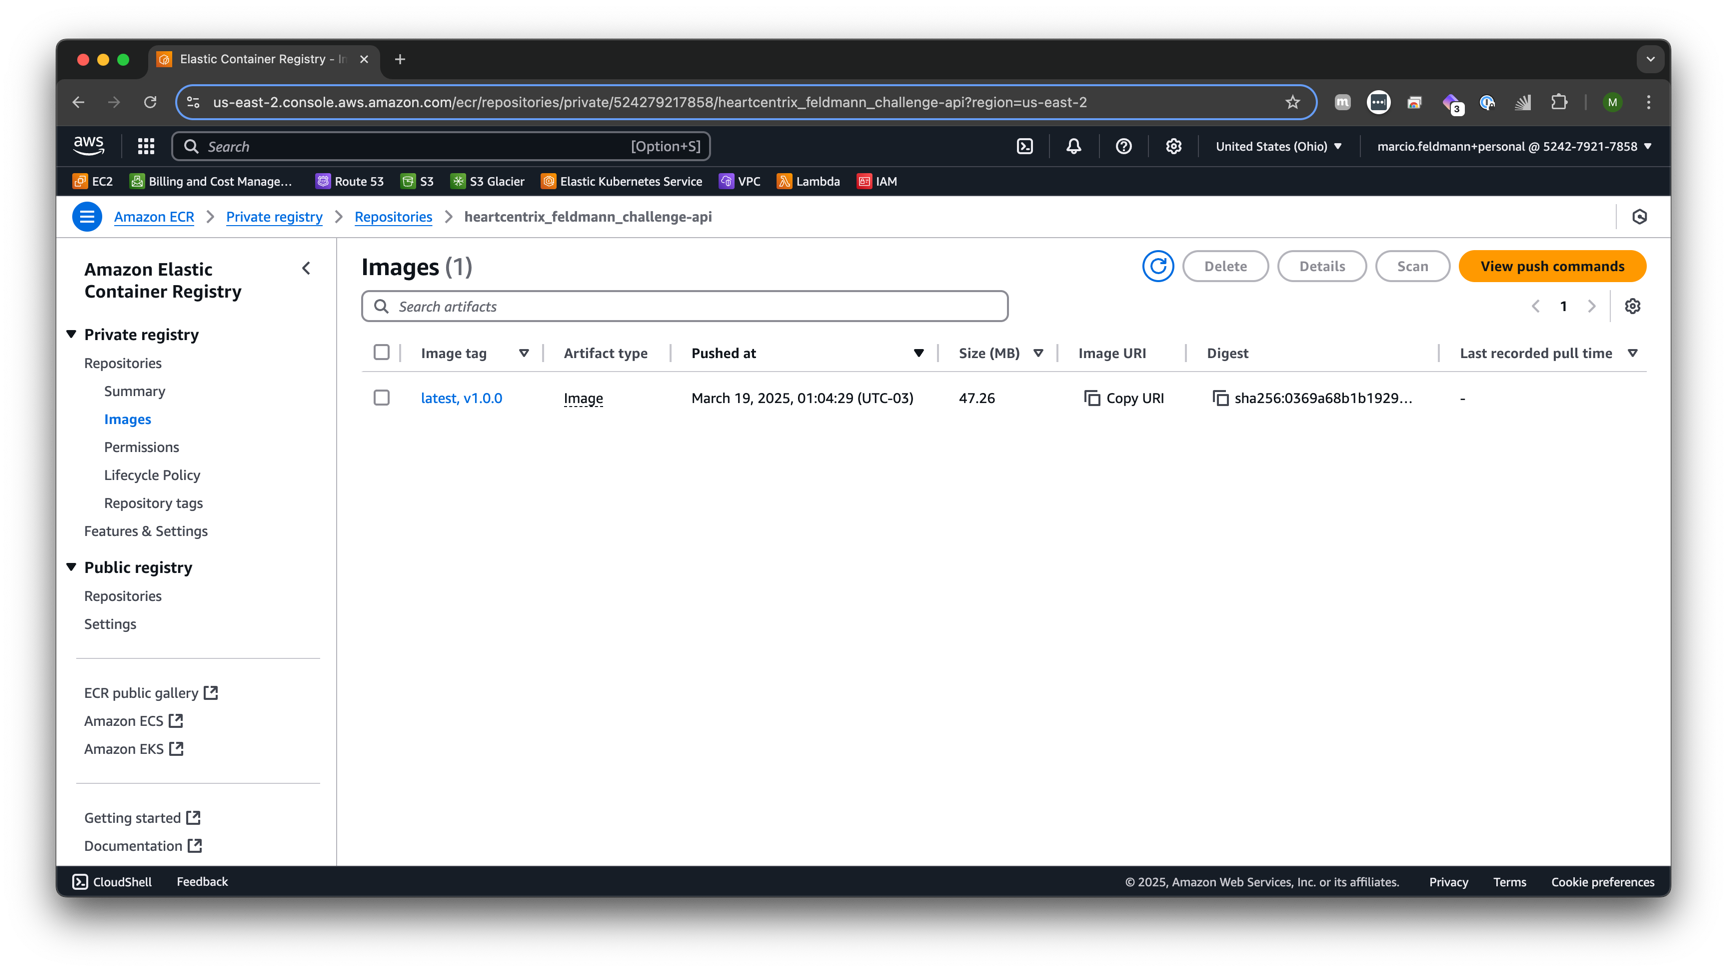 Elastic Container Registry - In
us-east-2.console.aws.amazon.com/ecr/repositories/private/524279217858/heartcentrix_feldmann_challenge-api?region=us-east-2
m
3
M
aws
Search
[Option+S]
United States (Ohio)
marcio.feldmann+personal @ 5242-7921-7858
EC2
Billing and Cost Manage...
Route 53
S3
S3 Glacier
Elastic Kubernetes Service
VPC
Lambda
IAM
Amazon ECR
Private registry
Repositories
heartcentrix_feldmann_challenge-api
Amazon Elastic
Container Registry
Private registry
Repositories
Summary
Images
Permissions
Lifecycle Policy
Repository tags
Features & Settings
Public registry
Repositories
Settings
ECR public gallery
Amazon ECS
Amazon EKS
Getting started
Documentation
Images (1)
Delete
Details
Scan
View push commands
Search artifacts
1
Image tag
Artifact type
Pushed at
Size (MB)
Image URI
Digest
Last recorded pull time
latest, v1.0.0
Image
March 19, 2025, 01:04:29 (UTC-03)
47.26
Copy URI
sha256:0369a68b1b1929...
-
CloudShell
Feedback
© 2025, Amazon Web Services, Inc. or its affiliates.
Privacy
Terms
Cookie preferences